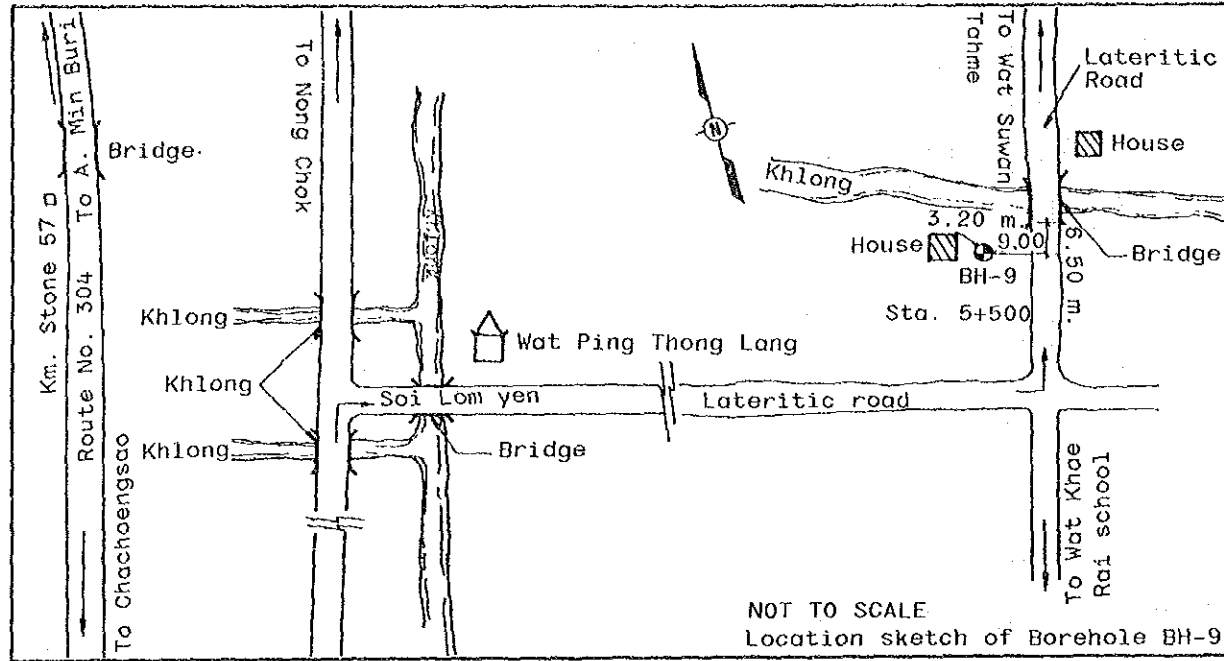 Km. Stone 57
Route No. 304 To A. Min Buri
To Chachoengsao
Bridge
To Nong Chok
Khlong
Khlong
Khlong
Khlong
Soi Lom yen
Bridge
Wat Ping Thong Lang
Lateritic road
N
Khlong
To Wat Suwan
Tahme
Lateritic
Road
House
3.20 m.
9.00
6.50 m.
House
BH-9
Bridge
Sta. 5+500
To Wat Khae
Rai school
NOT TO SCALE
Location sketch of Borehole BH-9